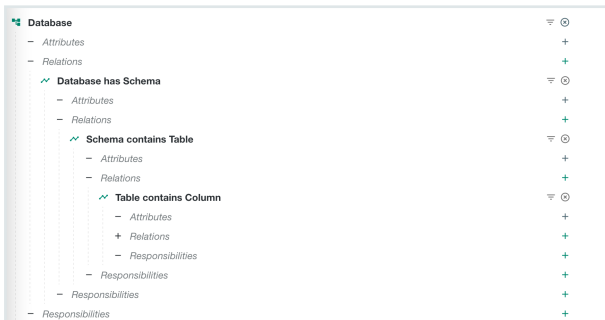 Database
Attributes
Relations
Database has Schema
Attributes
Relations
Schema contains Table
Attributes
Relations
Table contains Column
Attributes
Relations
Responsibilities
Responsibilities
Responsibilities
Responsibilities